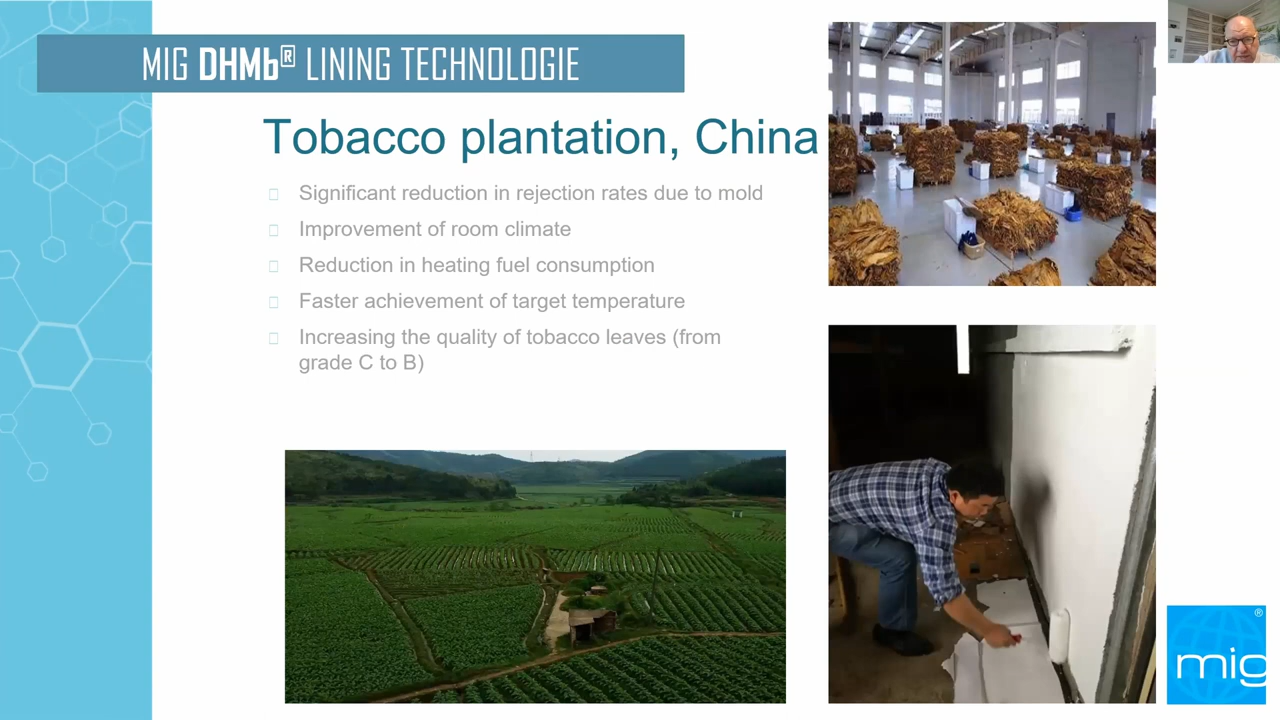 MIG DHMb® LINING TECHNOLOGIE
Tobacco plantation, China
Significant reduction in rejection rates due to mold
Improvement of room climate
Reduction in heating fuel consumption
Faster achievement of target temperature
Increasing the quality of tobacco leaves (from
grade C to B)
®
mig